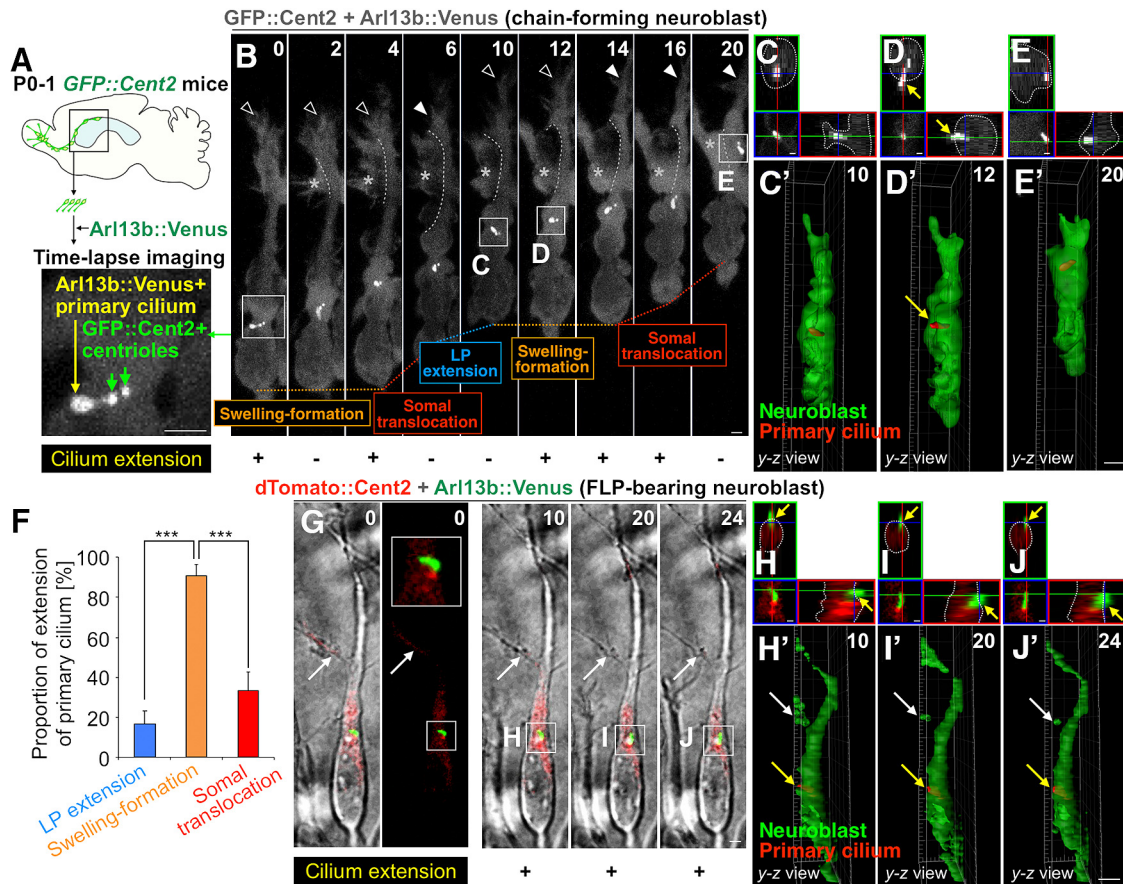 GFP::Cent2 + Arl13b::Venus (chain-forming neuroblast)
A
P0-1 GFP::Cent2 mice
Arl13b::Venus
Time-lapse imaging
Arl13b::Venus+
primary cilium
GFP::Cent2+
centrioles
Cilium extension
B
0 2 4 6 10 12 14 16 20
* * * * * * * *
C
D
E
Swelling-formation
Somal
translocation
LP
extension
Swelling-
formation
Somal
translocation
+ - + - - + + + -
C
D
E
C’ 10
D’ 12
E’ 20
Neuroblast
Primary cilium
y-z view
y-z view
y-z view
F
Proportion of extension
of primary cilium [%]
100
80
60
40
20
0
*** ***
LP extension
Swelling-formation
Somal
translocation
dTomato::Cent2 + Arl13b::Venus (FLP-bearing neuroblast)
G
0 0 10 20 24
H
I
J
Cilium extension
+ + +
H
I
J
H’ 10
I’ 20
J’ 24
Neuroblast
Primary cilium
y-z view
y-z view
y-z view